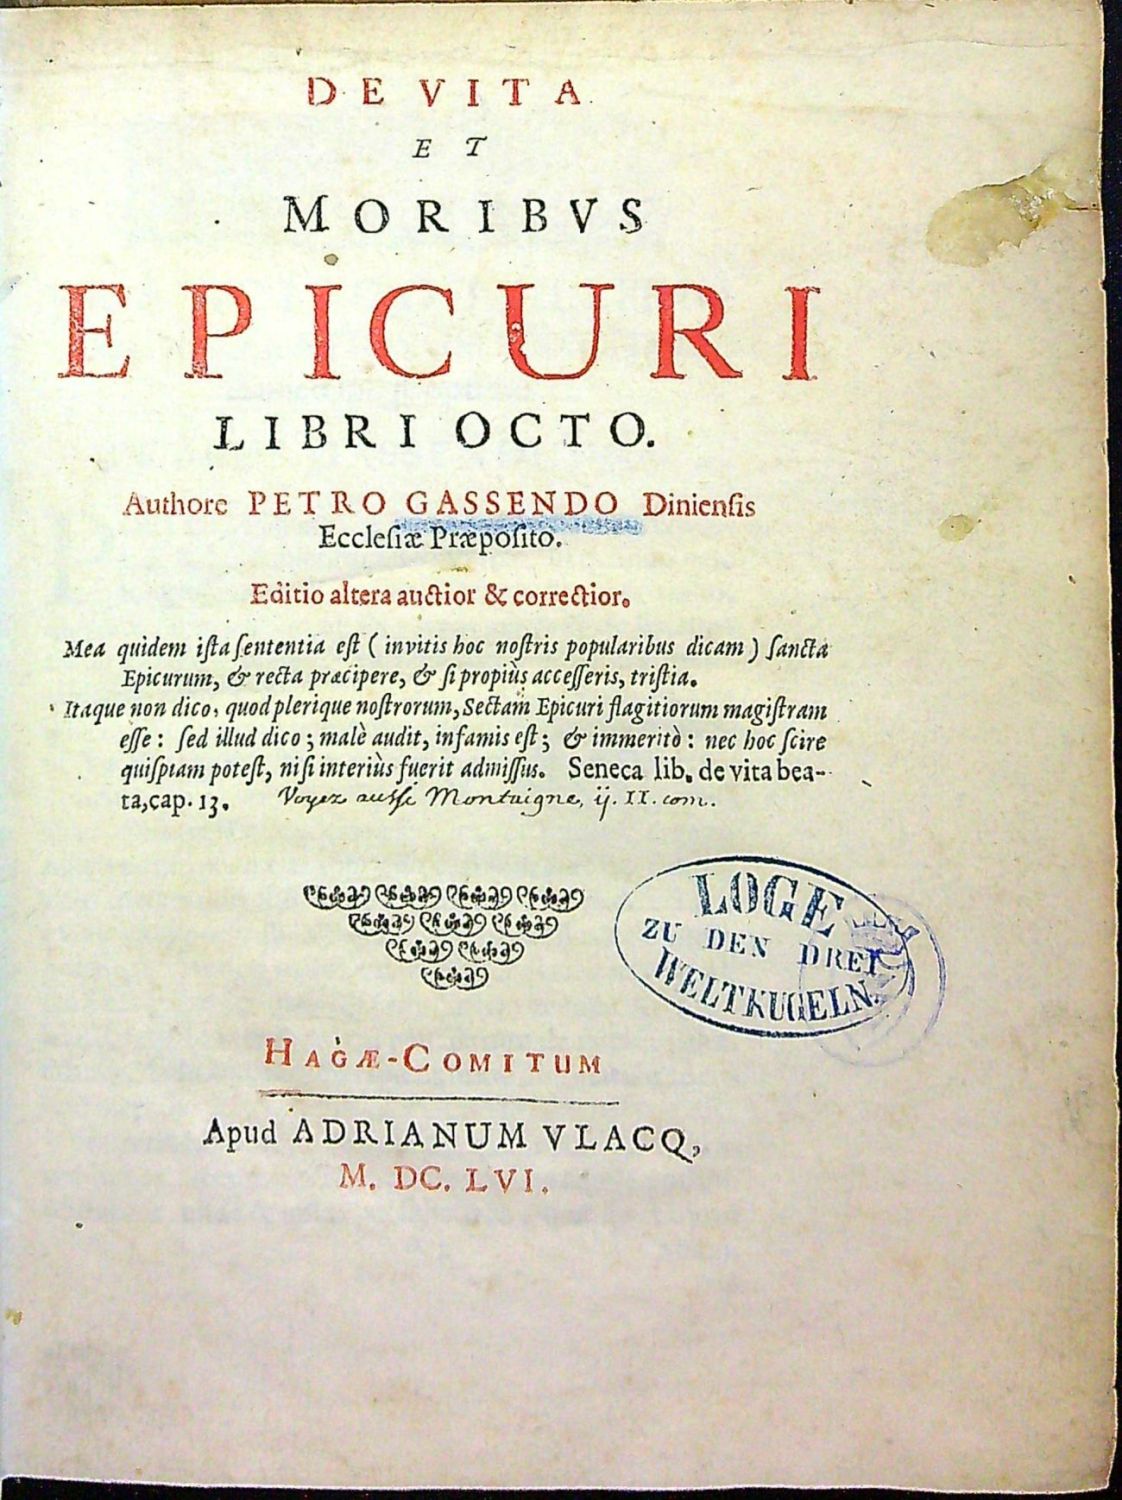 DE VITA
ET
MORIBVS
EPICURI
LIBRI OCTO.
Authore PETRO GASSENDO Diniensis
Ecclesiæ Præposito.
Editio altera auctior & correctior.
Mea quidem ista sententia est ( invitis hoc nostris popularibus dicam ) sancta
Epicurum, & recta præcipere, & si propiùs accesseris, tristia.
Itaque non dico, quod plerique nostrorum, Sectam Epicuri flagitiorum magistram
esse : sed illud dico ; malè audit, infamis est ; & immeritò : nec hoc scire
quispiam potest, nisi interiùs fuerit admissus. Seneca lib. de vita bea-
ta, cap. 13. Voyez aussi Montaigne, ij. II. com.
LOGE
ZU DEN DREI
WELTKUGELN.
HAGÆ-COMITUM
Apud ADRIANUM VLACQ,
M. DC. LVI.